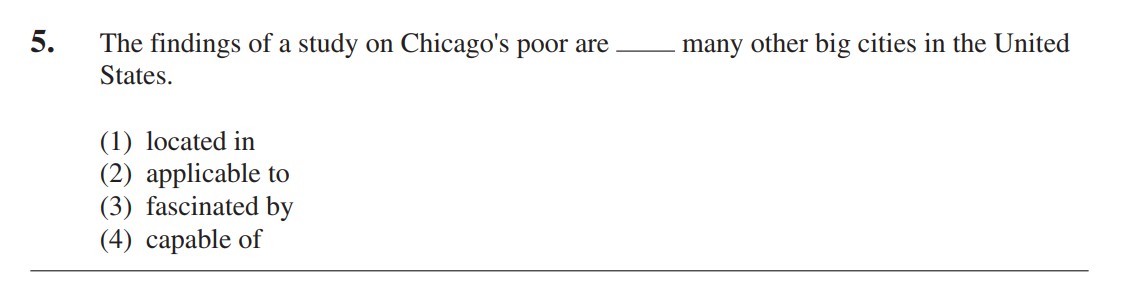 5. The findings of a study on Chicago's poor are ____ many other big cities in the United
States.
(1) located in
(2) applicable to
(3) fascinated by
(4) capable of